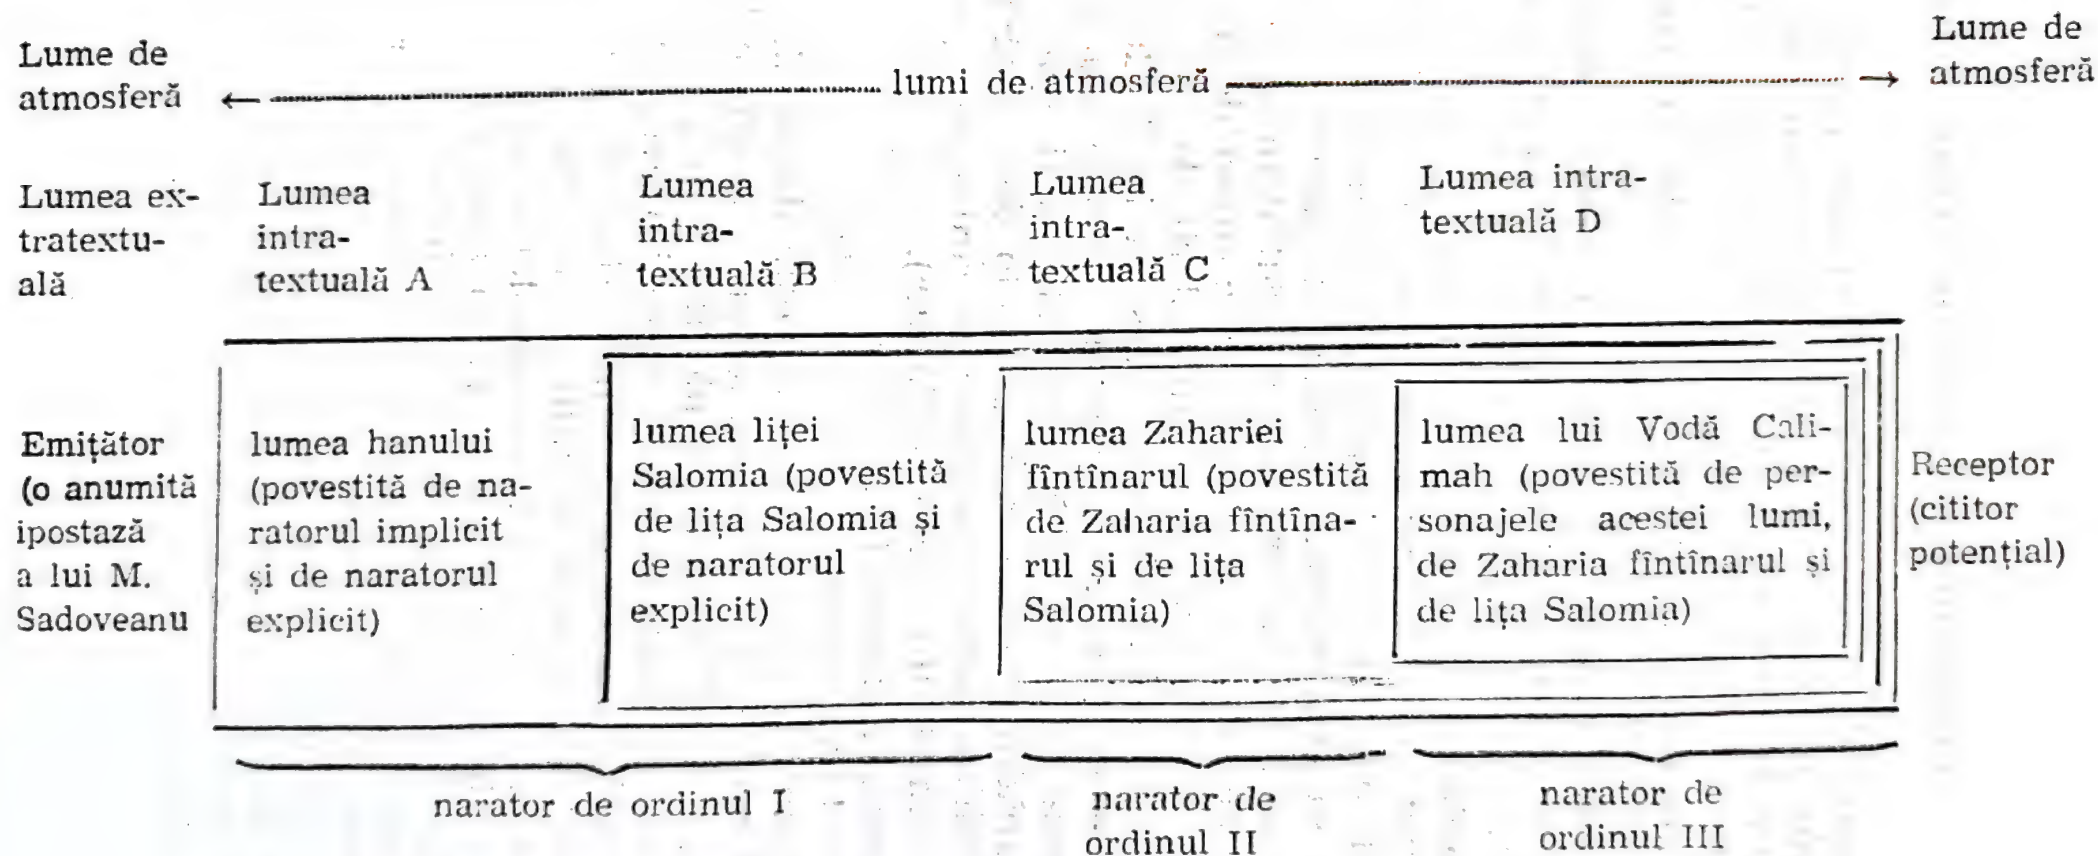 Lume de
atmosferă
lumi de atmosferă
Lume de
atmosferă
Lumea ex-
tratextu-
ală
Lumea
intra-
textuală A
Lumea
intra-
textuală B
Lumea
intra-
textuală C
Lumea intra-
textuală D
Emițător
(o anumită
ipostază
a lui M.
Sadoveanu
lumea hanului
(povestită de na-
ratorul implicit
și de naratorul
explicit)
lumea liței
Salomia (povestită
de lița Salomia și
de naratorul
explicit)
lumea Zahariei
fîntînarul (povestită
de Zaharia fîntîna-
rul și de lița
Salomia)
lumea lui Vodă Cali-
mah (povestită de per-
sonajele acestei lumi,
de Zaharia fîntînarul și
de lița Salomia)
Receptor
(cititor
potențial)
narator de ordinul I
narator de
ordinul II
narator de
ordinul III